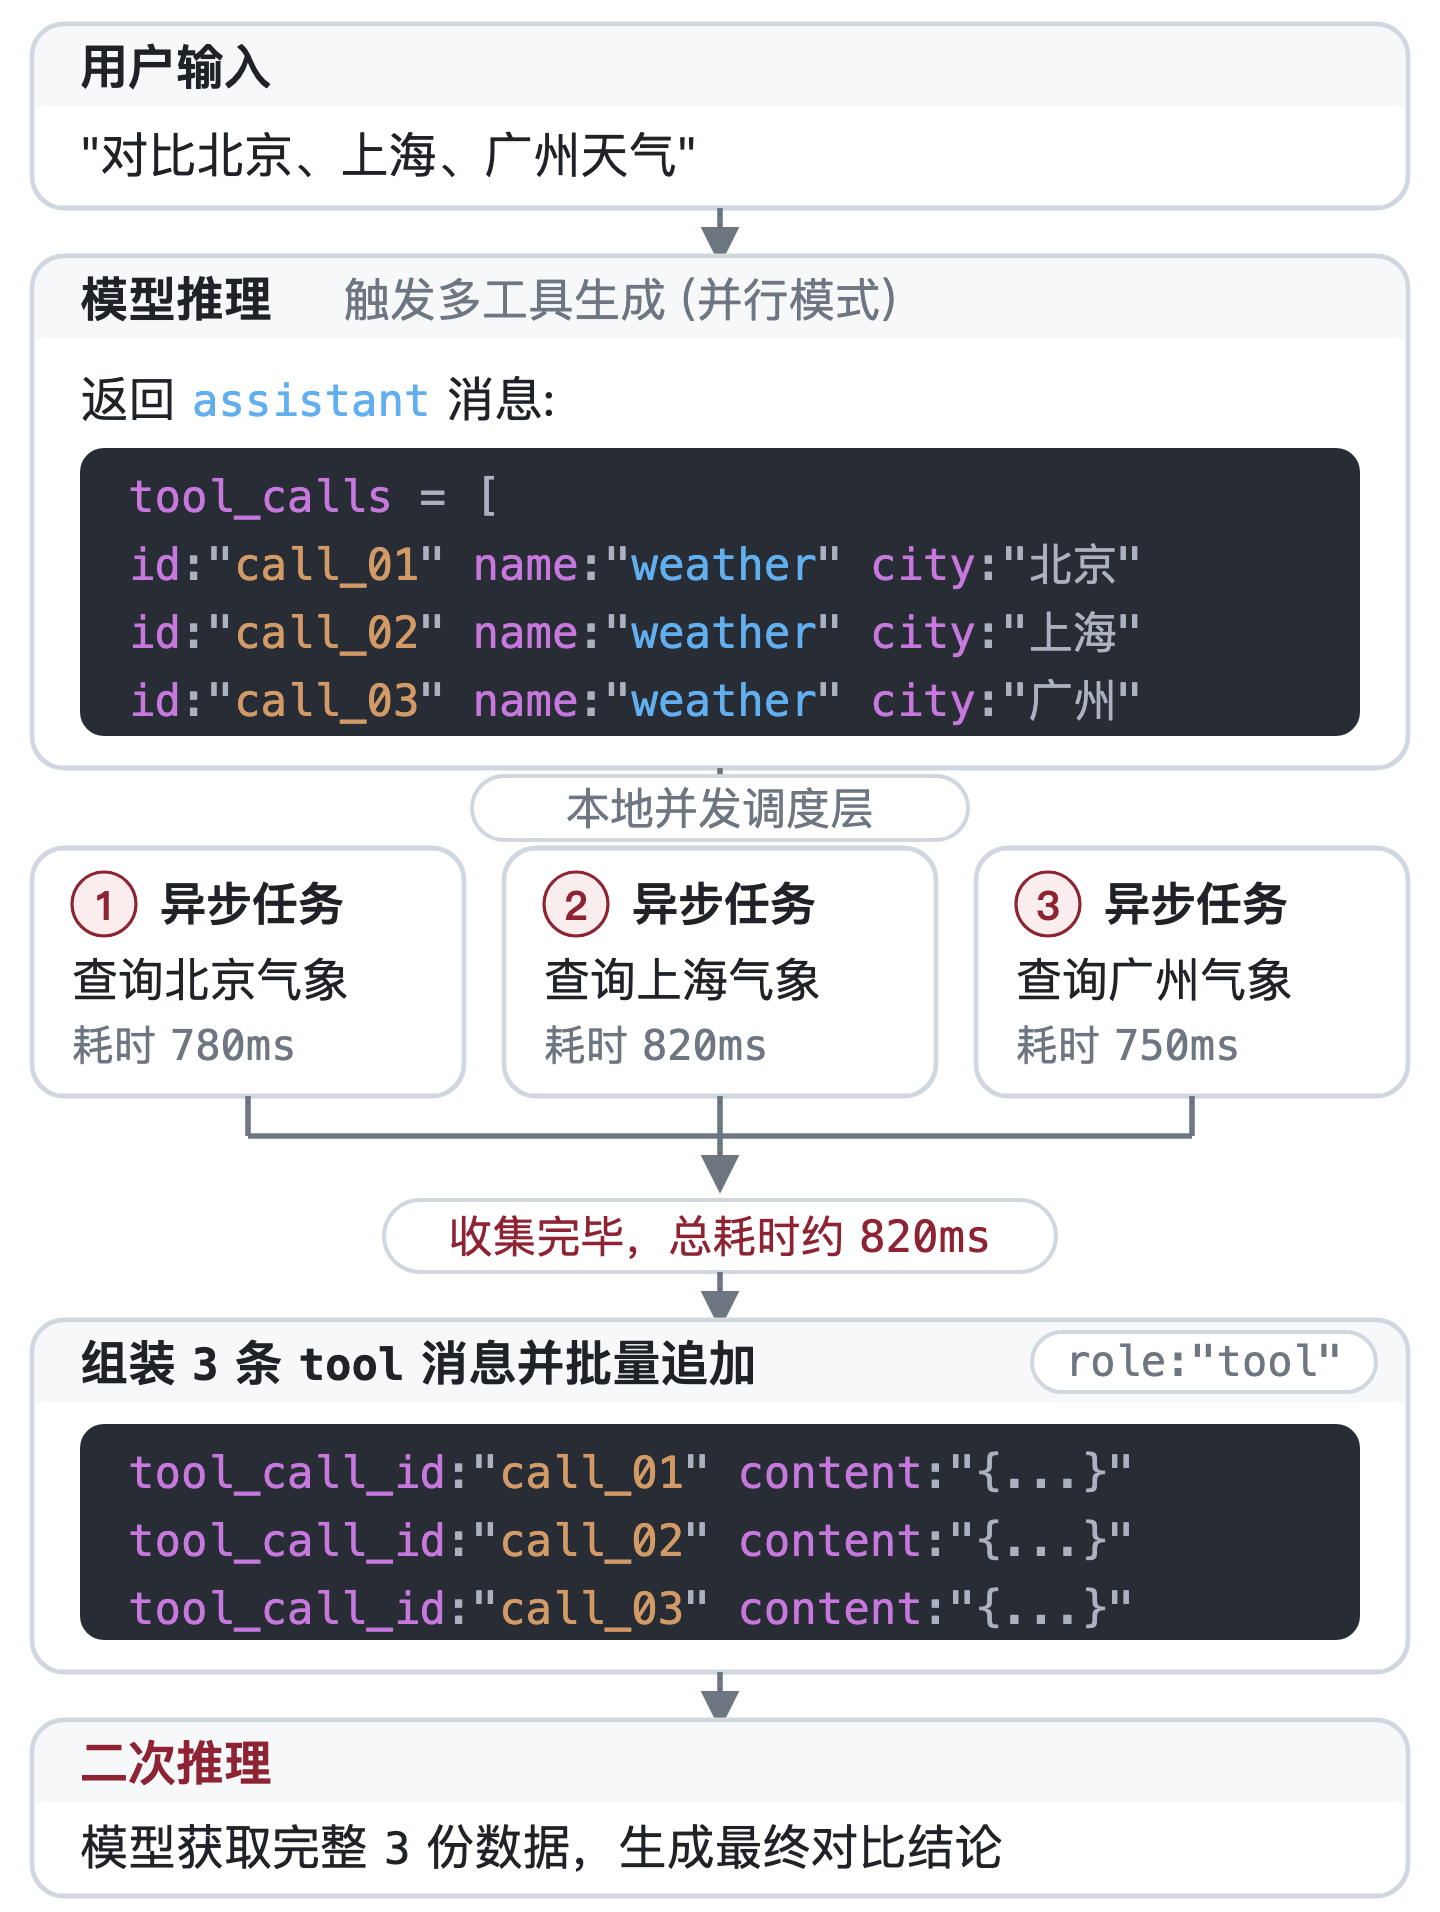 用户输入
"对比北京、上海、广州天气"
模型推理 触发多工具生成 (并行模式)
返回 assistant 消息:
tool_calls = [
id:"call_01" name:"weather" city:"北京"
id:"call_02" name:"weather" city:"上海"
id:"call_03" name:"weather" city:"广州"
本地并发调度层
1 异步任务
查询北京气象
耗时 780ms
2 异步任务
查询上海气象
耗时 820ms
3 异步任务
查询广州气象
耗时 750ms
收集完毕，总耗时约 820ms
组装 3 条 tool 消息并批量追加 role:"tool"
tool_call_id:"call_01" content:"{...}"
tool_call_id:"call_02" content:"{...}"
tool_call_id:"call_03" content:"{...}"
二次推理
模型获取完整 3 份数据，生成最终对比结论